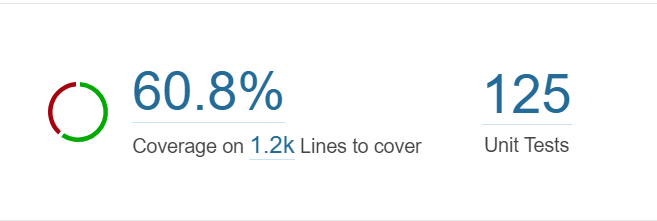 60.8%
Coverage on 1.2k Lines to cover
125
Unit Tests